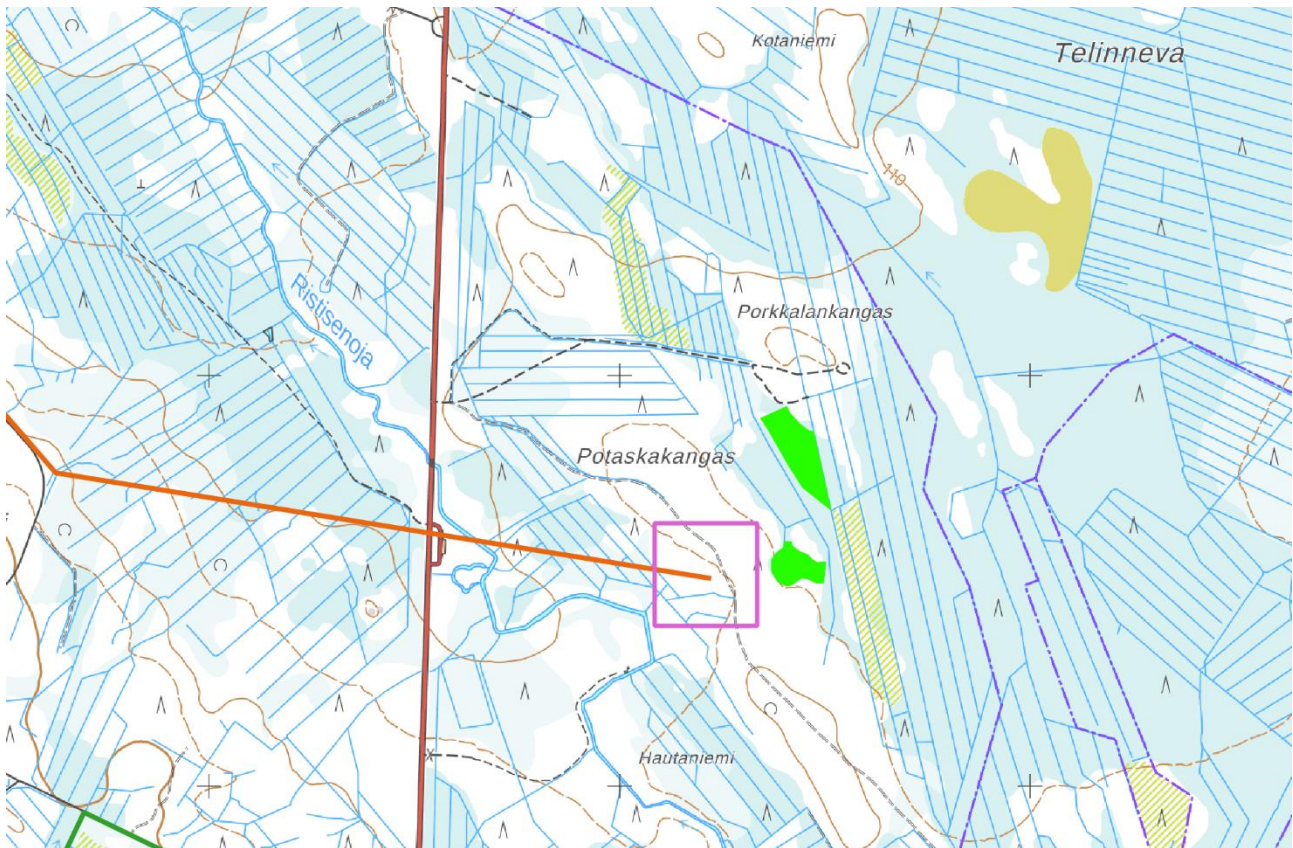 Kotaniemi
Telinneva
110
Ristisenoja
Porkkalankangas
Potaskakangas
Hautaniemi